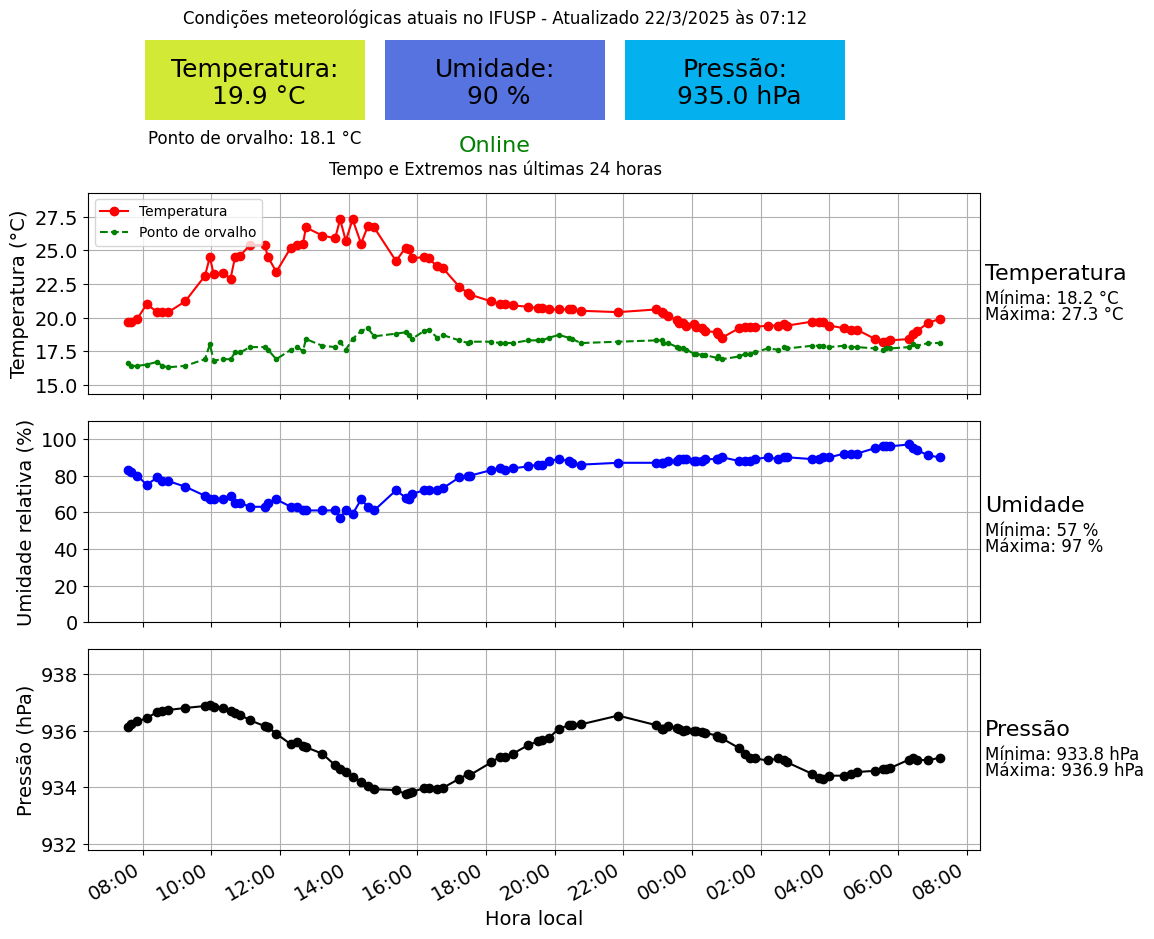 Condições meteorológicas atuais no IFUSP - Atualizado 22/3/2025 às 07:12
Temperatura:
19.9 °C
Umidade:
90 %
Pressão:
935.0 hPa
Ponto de orvalho: 18.1 °C
Online
Tempo e Extremos nas últimas 24 horas
Temperatura (°C)
27.5
25.0
22.5
20.0
17.5
15.0
Temperatura
Ponto de orvalho
Temperatura
Mínima: 18.2 °C
Máxima: 27.3 °C
Umidade relativa (%)
100
80
60
40
20
0
Umidade
Mínima: 57 %
Máxima: 97 %
Pressão (hPa)
938
936
934
932
Pressão
Mínima: 933.8 hPa
Máxima: 936.9 hPa
08:00
10:00
12:00
14:00
16:00
18:00
20:00
22:00
00:00
02:00
04:00
06:00
08:00
Hora local